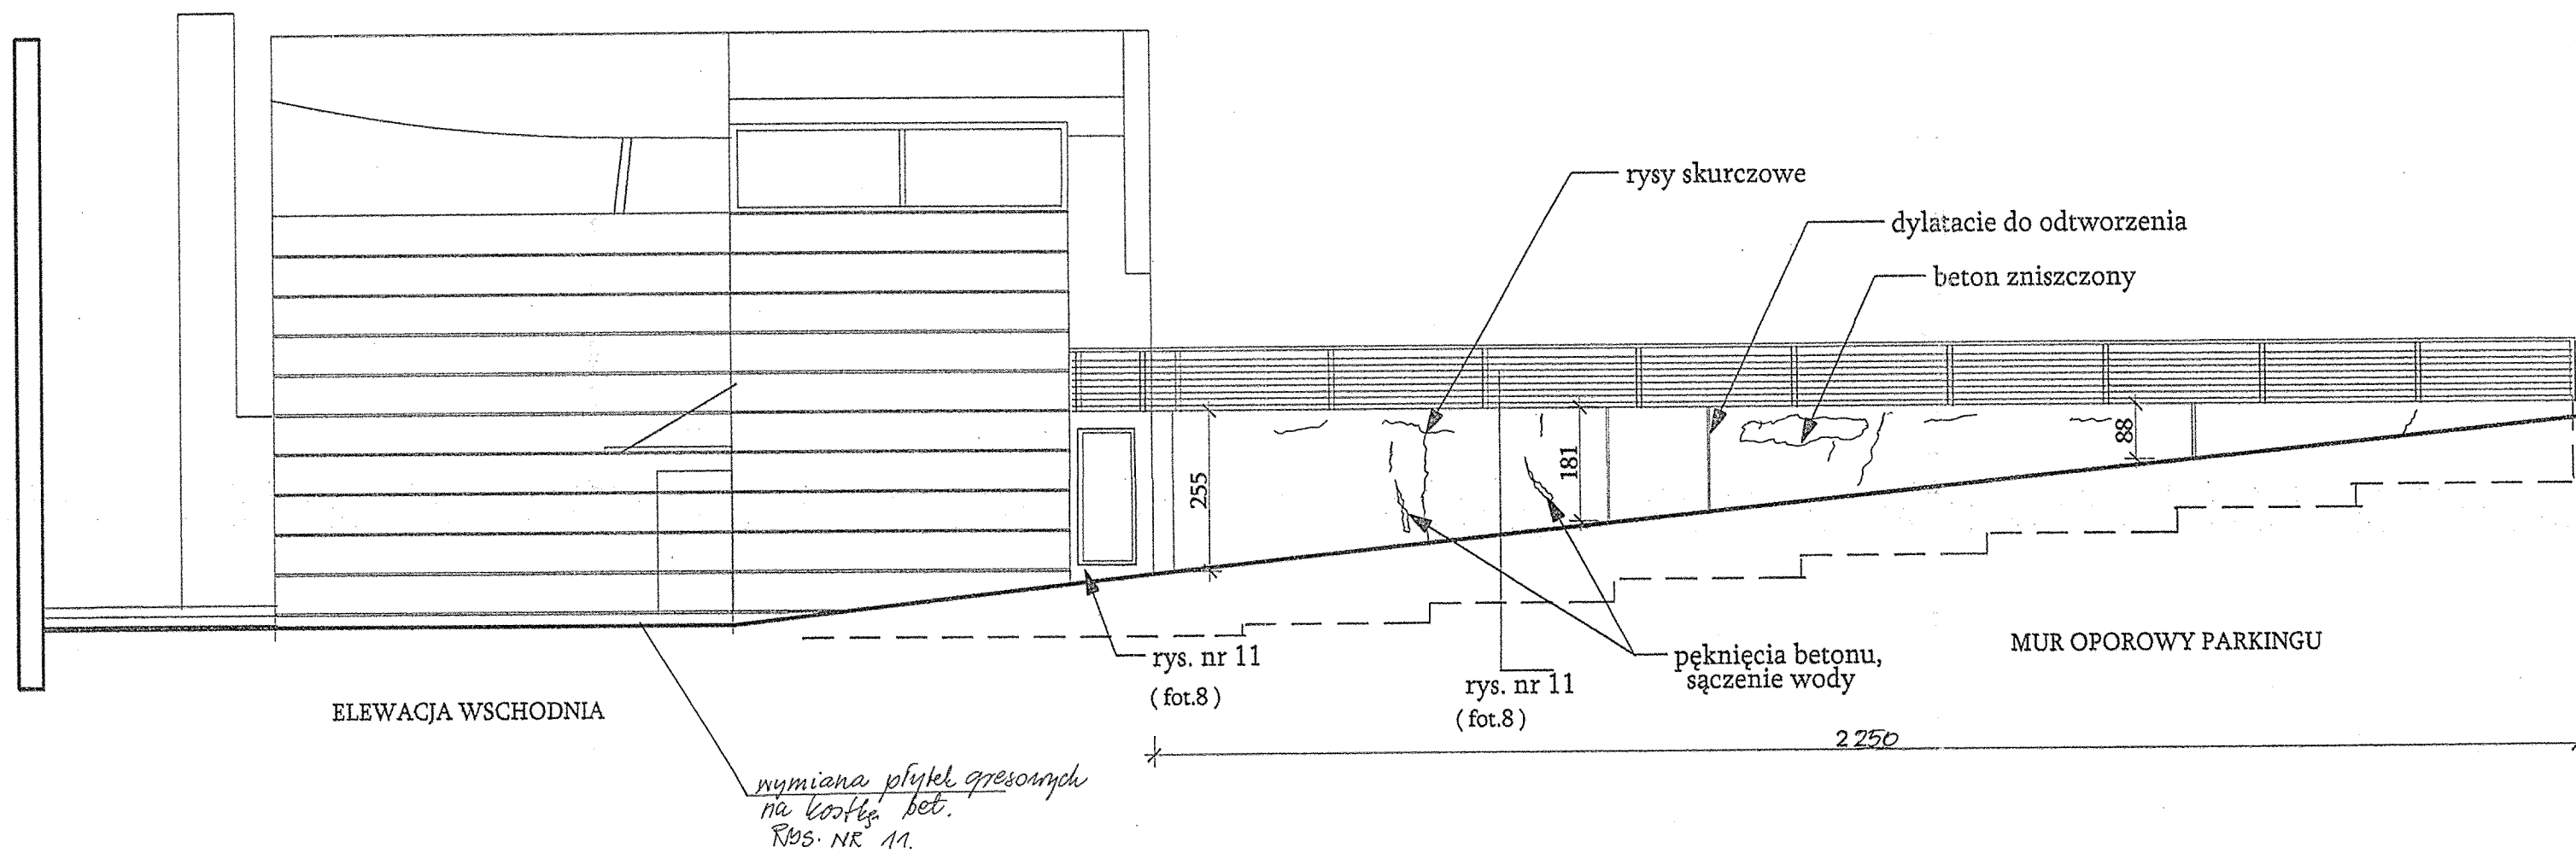 rysy skurczowe
dylatacie do odtworzenia
beton zniszczony
255
181
88
rys. nr 11
(fot.8)
rys. nr 11
(fot.8)
pęknięcia betonu,
sączenie wody
MUR OPOROWY PARKINGU
ELEWACJA WSCHODNIA
2 250
wymiana płytek gresowych
na kostkę bet.
RYS. NR 11.